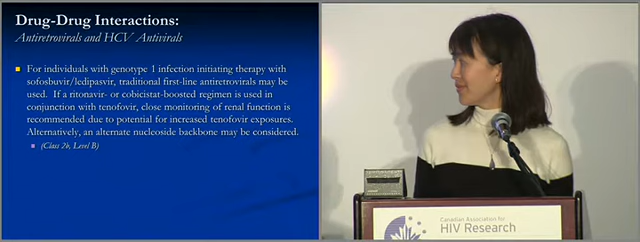 Drug-Drug Interactions:
Antiretrovirals and HCV Antivirals
For individuals with genotype 1 infection initiating therapy with
sofosbuvir/ledipasvir, traditional first-line antiretrovirals may be
used. If a ritonavir- or cobicistat-boosted regimen is used in
conjunction with tenofovir, close monitoring of renal function is
recommended due to potential for increased tenofovir exposures.
Alternatively, an alternate nucleoside backbone may be considered.
(Class 2b, Level B)
Canadian Association for
HIV Research